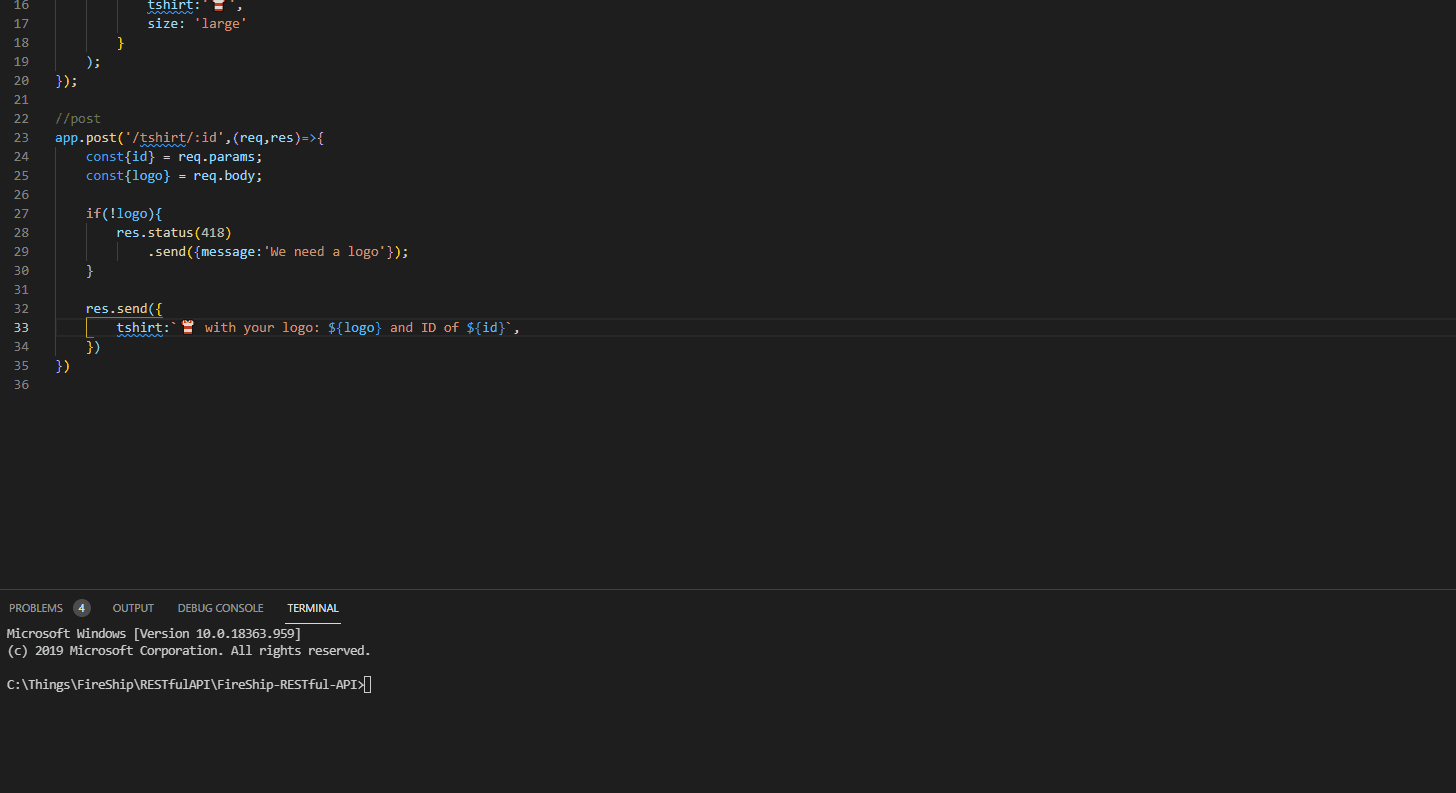 16 tshirt:'👕',
17 size: 'large'
18 }
19 );
20 });
21
22 //post
23 app.post('/tshirt/:id',(req,res)=>{
24 const{id} = req.params;
25 const{logo} = req.body;
26
27 if(!logo){
28 res.status(418)
29 .send({message:'We need a logo'});
30 }
31
32 res.send({
33 tshirt:`👕 with your logo: ${logo} and ID of ${id}`,
34 })
35 })
36
PROBLEMS 4 OUTPUT DEBUG CONSOLE TERMINAL
Microsoft Windows [Version 10.0.18363.959]
(c) 2019 Microsoft Corporation. All rights reserved.
C:\Things\FireShip\RESTfulAPI\FireShip-RESTful-API>